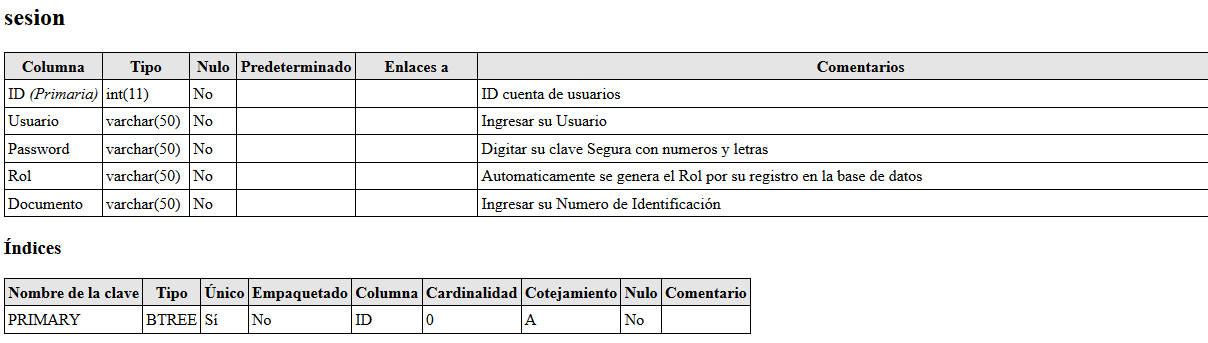 sesion
Columna Tipo Nulo Predeterminado Enlaces a Comentarios
ID (Primaria) int(11) No ID cuenta de usuarios
Usuario varchar(50) No Ingresar su Usuario
Password varchar(50) No Digitar su clave Segura con numeros y letras
Rol varchar(50) No Automaticamente se genera el Rol por su registro en la base de datos
Documento varchar(50) No Ingresar su Numero de Identificación
Índices
Nombre de la clave Tipo Único Empaquetado Columna Cardinalidad Cotejamiento Nulo Comentario
PRIMARY BTREE Sí No ID 0 A No